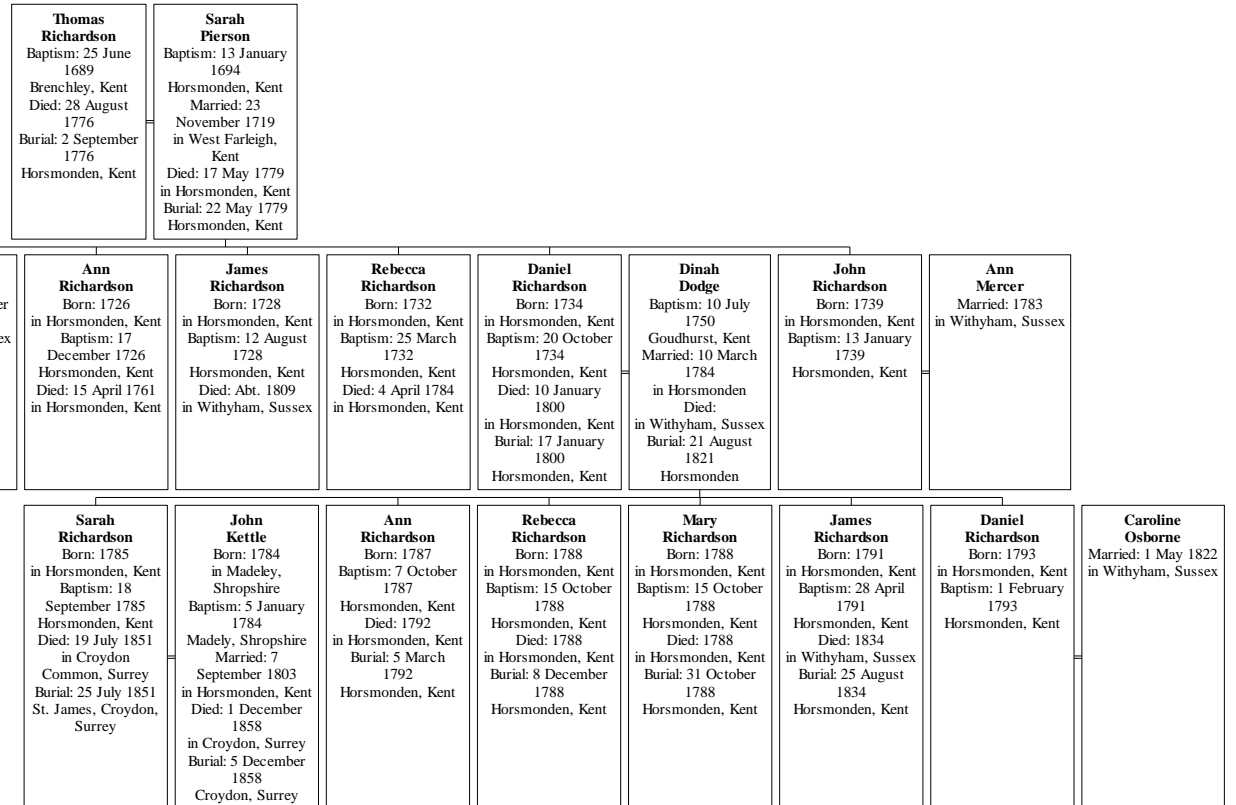 Thomas
Richardson
Baptism: 25 June
1689
Brenchley, Kent
Died: 28 August
1776
Burial: 2 September
1776
Horsmonden, Kent
Sarah
Pierson
Baptism: 13 January
1694
Horsmonden, Kent
Married: 23
November 1719
in West Farleigh,
Kent
Died: 17 May 1779
in Horsmonden, Kent
Burial: 22 May 1779
Horsmonden, Kent
er
ex
Ann
Richardson
Born: 1726
in Horsmonden, Kent
Baptism: 17
December 1726
Horsmonden, Kent
Died: 15 April 1761
in Horsmonden, Kent
James
Richardson
Born: 1728
in Horsmonden, Kent
Baptism: 12 August
1728
Horsmonden, Kent
Died: Abt. 1809
in Withyham, Sussex
Rebecca
Richardson
Born: 1732
in Horsmonden, Kent
Baptism: 25 March
1732
Horsmonden, Kent
Died: 4 April 1784
in Horsmonden, Kent
Daniel
Richardson
Born: 1734
in Horsmonden, Kent
Baptism: 20 October
1734
Horsmonden, Kent
Died: 10 January
1800
in Horsmonden, Kent
Burial: 17 January
1800
Horsmonden, Kent
Dinah
Dodge
Baptism: 10 July
1750
Goudhurst, Kent
Married: 10 March
1784
in Horsmonden
Died:
in Withyham, Sussex
Burial: 21 August
1821
Horsmonden
John
Richardson
Born: 1739
in Horsmonden, Kent
Baptism: 13 January
1739
Horsmonden, Kent
Ann
Mercer
Married: 1783
in Withyham, Sussex
Sarah
Richardson
Born: 1785
in Horsmonden, Kent
Baptism: 18
September 1785
Horsmonden, Kent
Died: 19 July 1851
in Croydon
Common, Surrey
Burial: 25 July 1851
St. James, Croydon,
Surrey
John
Kettle
Born: 1784
in Madeley,
Shropshire
Baptism: 5 January
1784
Madely, Shropshire
Married: 7
September 1803
in Horsmonden, Kent
Died: 1 December
1858
in Croydon, Surrey
Burial: 5 December
1858
Croydon, Surrey
Ann
Richardson
Born: 1787
Baptism: 7 October
1787
Horsmonden, Kent
Died: 1792
in Horsmonden, Kent
Burial: 5 March
1792
Horsmonden, Kent
Rebecca
Richardson
Born: 1788
in Horsmonden, Kent
Baptism: 15 October
1788
Horsmonden, Kent
Died: 1788
in Horsmonden, Kent
Burial: 8 December
1788
Horsmonden, Kent
Mary
Richardson
Born: 1788
in Horsmonden, Kent
Baptism: 15 October
1788
Horsmonden, Kent
Died: 1788
in Horsmonden, Kent
Burial: 31 October
1788
Horsmonden, Kent
James
Richardson
Born: 1791
in Horsmonden, Kent
Baptism: 28 April
1791
Horsmonden, Kent
Died: 1834
in Withyham, Sussex
Burial: 25 August
1834
Horsmonden, Kent
Daniel
Richardson
Born: 1793
in Horsmonden, Kent
Baptism: 1 February
1793
Horsmonden, Kent
Caroline
Osborne
Married: 1 May 1822
in Withyham, Sussex